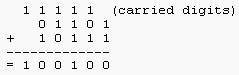 1 1 1 1 1 (carried digits)
0 1 1 0 1
+ 1 0 1 1 1
-------------
= 1 0 0 1 0 0